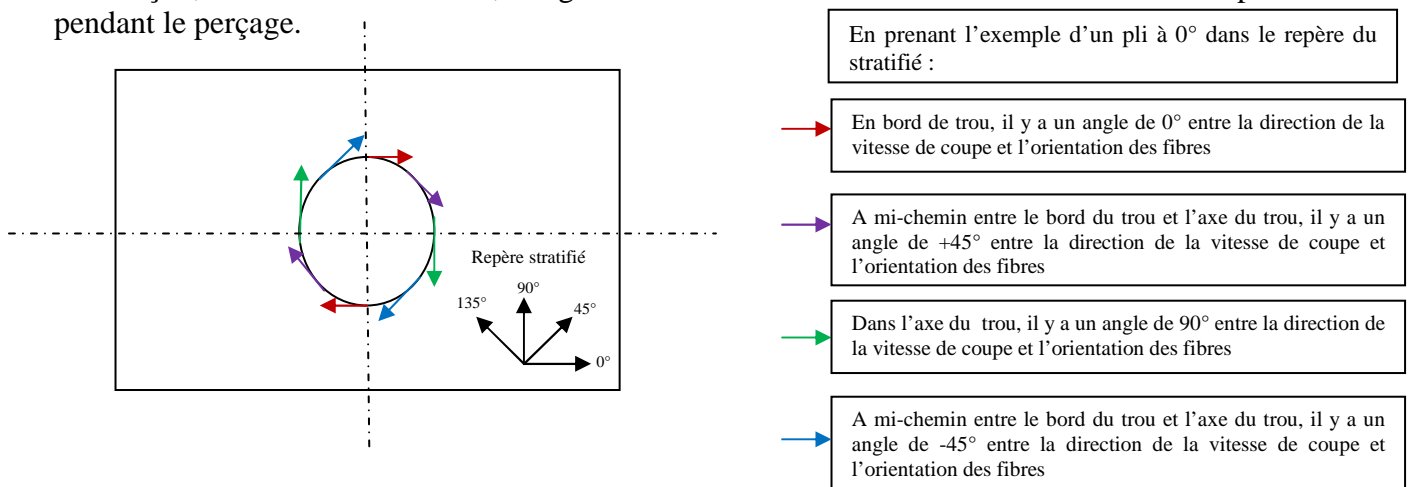 pendant le perçage.
En prenant l’exemple d’un pli à 0° dans le repère du
stratifié :
En bord de trou, il y a un angle de 0° entre la direction de la
vitesse de coupe et l’orientation des fibres
A mi-chemin entre le bord du trou et l’axe du trou, il y a un
angle de +45° entre la direction de la vitesse de coupe et
l’orientation des fibres
Dans l’axe du trou, il y a un angle de 90° entre la direction de
la vitesse de coupe et l’orientation des fibres
A mi-chemin entre le bord du trou et l’axe du trou, il y a un
angle de -45° entre la direction de la vitesse de coupe et
l’orientation des fibres
Repère stratifié
90°
135°
45°
0°